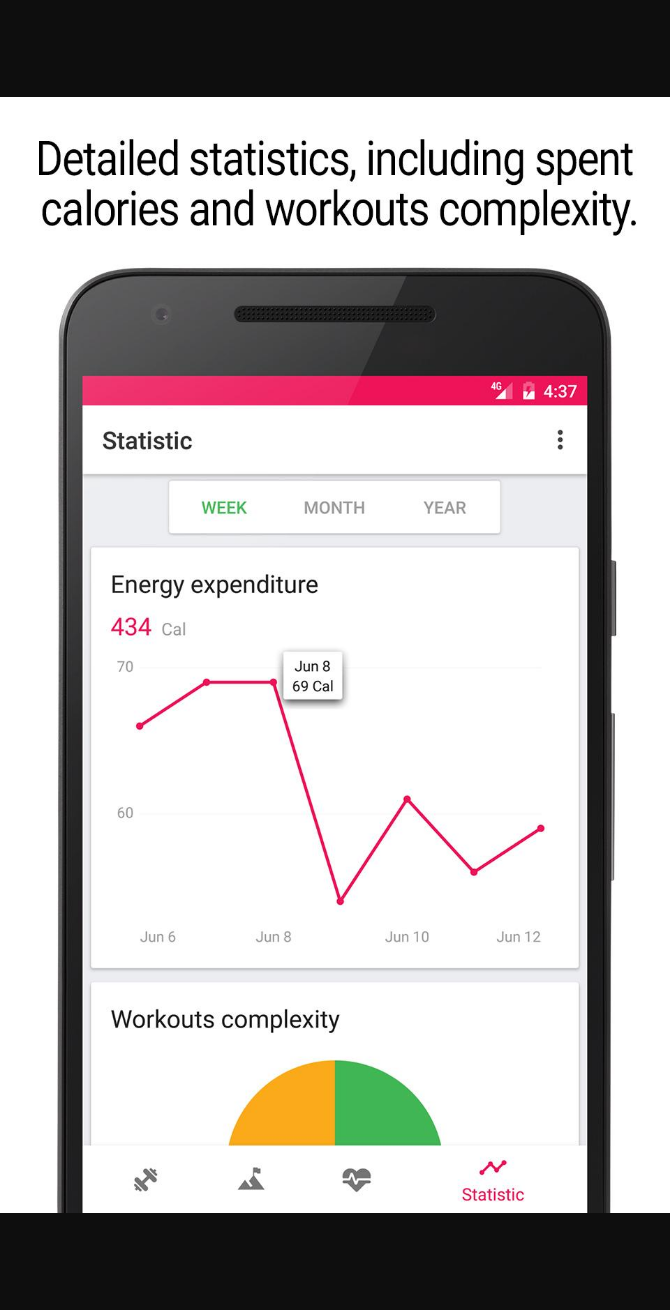 Detailed statistics, including spent
calories and workouts complexity.
4G 4:37
Statistic
WEEK MONTH YEAR
Energy expenditure
434 Cal
70
Jun 8
69 Cal
60
Jun 6 Jun 8 Jun 10 Jun 12
Workouts complexity
Statistic